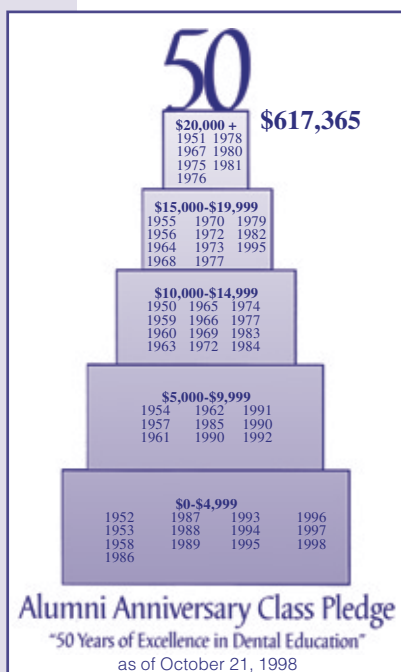 50
$617,365
$20,000 +
1951 1978
1967 1980
1975 1981
1976
$15,000-$19,999
1955 1970 1979
1956 1972 1982
1964 1973 1995
1968 1977
$10,000-$14,999
1950 1965 1974
1959 1966 1977
1960 1969 1983
1963 1972 1984
$5,000-$9,999
1954 1962 1991
1957 1985 1990
1961 1990 1992
$0-$4,999
1952 1987 1993 1996
1953 1988 1994 1997
1958 1989 1995 1998
1986
Alumni Anniversary Class Pledge
"50 Years of Excellence in Dental Education"
as of October 21, 1998